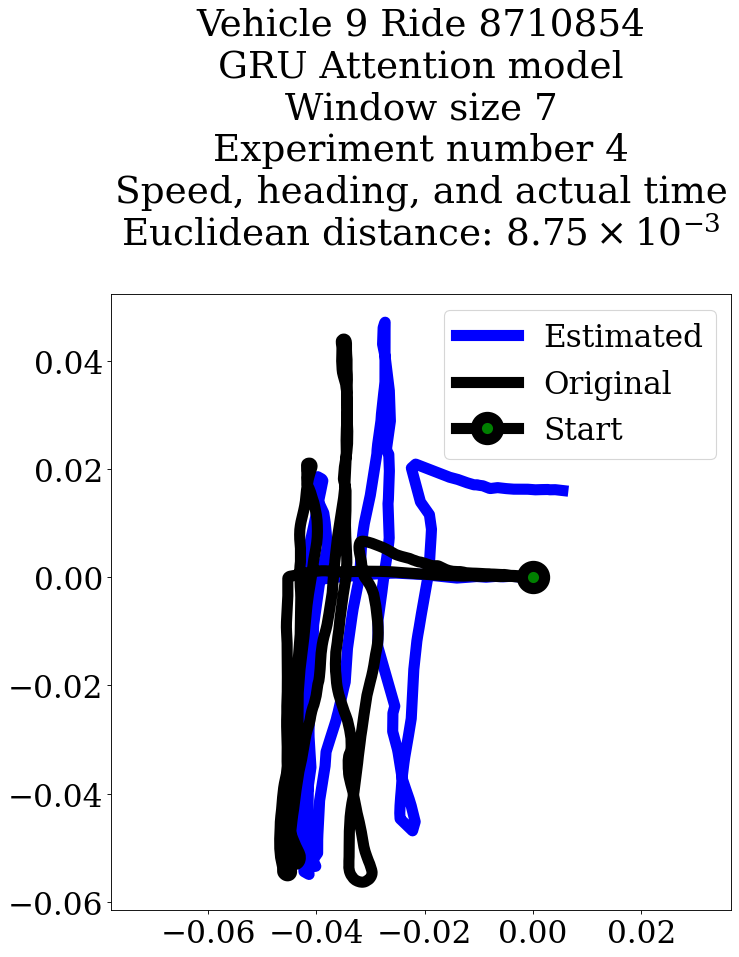 Vehicle 9 Ride 8710854
GRU Attention model
Window size 7
Experiment number 4
Speed, heading, and actual time
Euclidean distance: 8.75 × 10⁻³
Estimated
Original
Start
0.04
0.02
0.00
−0.02
−0.04
−0.06
−0.06 −0.04 −0.02 0.00 0.02